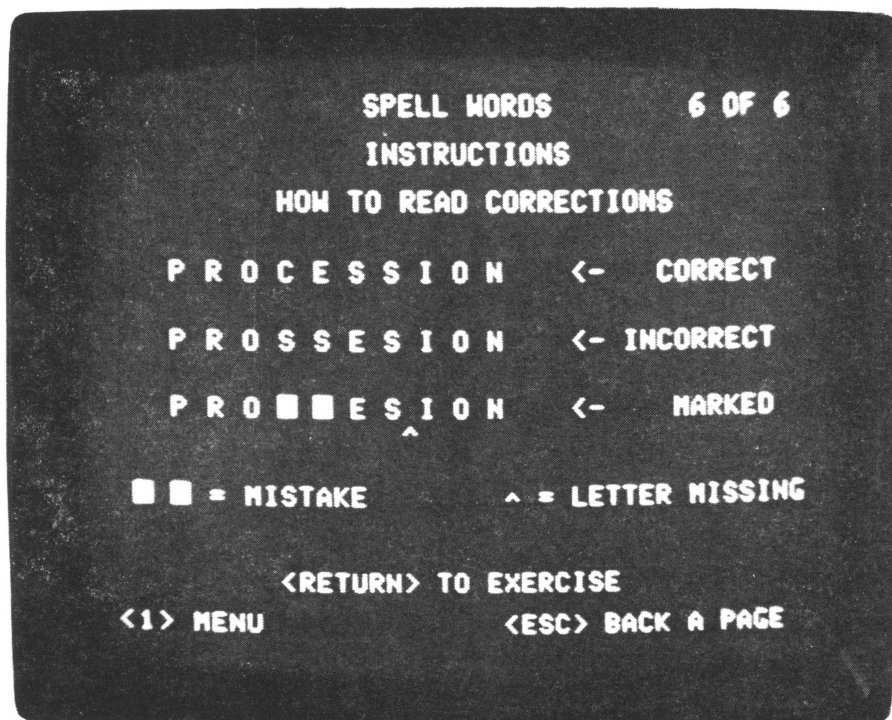 SPELL WORDS 6 OF 6
INSTRUCTIONS
HOW TO READ CORRECTIONS
P R O C E S S I O N <- CORRECT
P R O S S E S I O N <- INCORRECT
P R O ■ ■ E S I O N <- MARKED
^
■ ■ = MISTAKE ^ = LETTER MISSING
<RETURN> TO EXERCISE
<1> MENU <ESC> BACK A PAGE